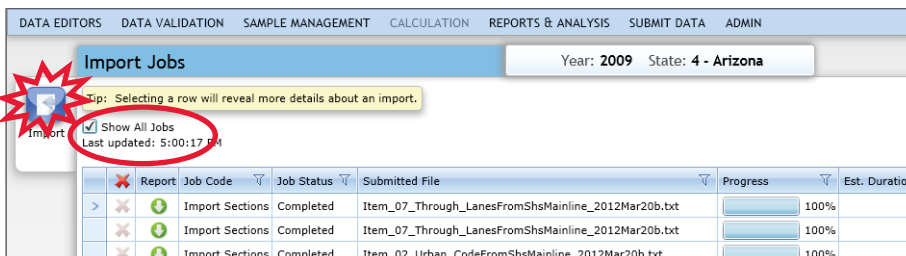 DATA EDITORS DATA VALIDATION SAMPLE MANAGEMENT CALCULATION REPORTS & ANALYSIS SUBMIT DATA ADMIN
Import Jobs Year: 2009 State: 4 - Arizona
Tip: Selecting a row will reveal more details about an import.
Import
Show All Jobs
Last updated: 5:00:17 PM
Report Job Code Job Status Submitted File Progress Est. Duratio
Import Sections Completed Item_07_Through_LanesFromShsMainline_2012Mar20b.txt 100%
Import Sections Completed Item_07_Through_LanesFromShsMainline_2012Mar20b.txt 100%
Import Sections Completed Item_02_Urban_CodeFromShsMainline_2012Mar20b.txt 100%